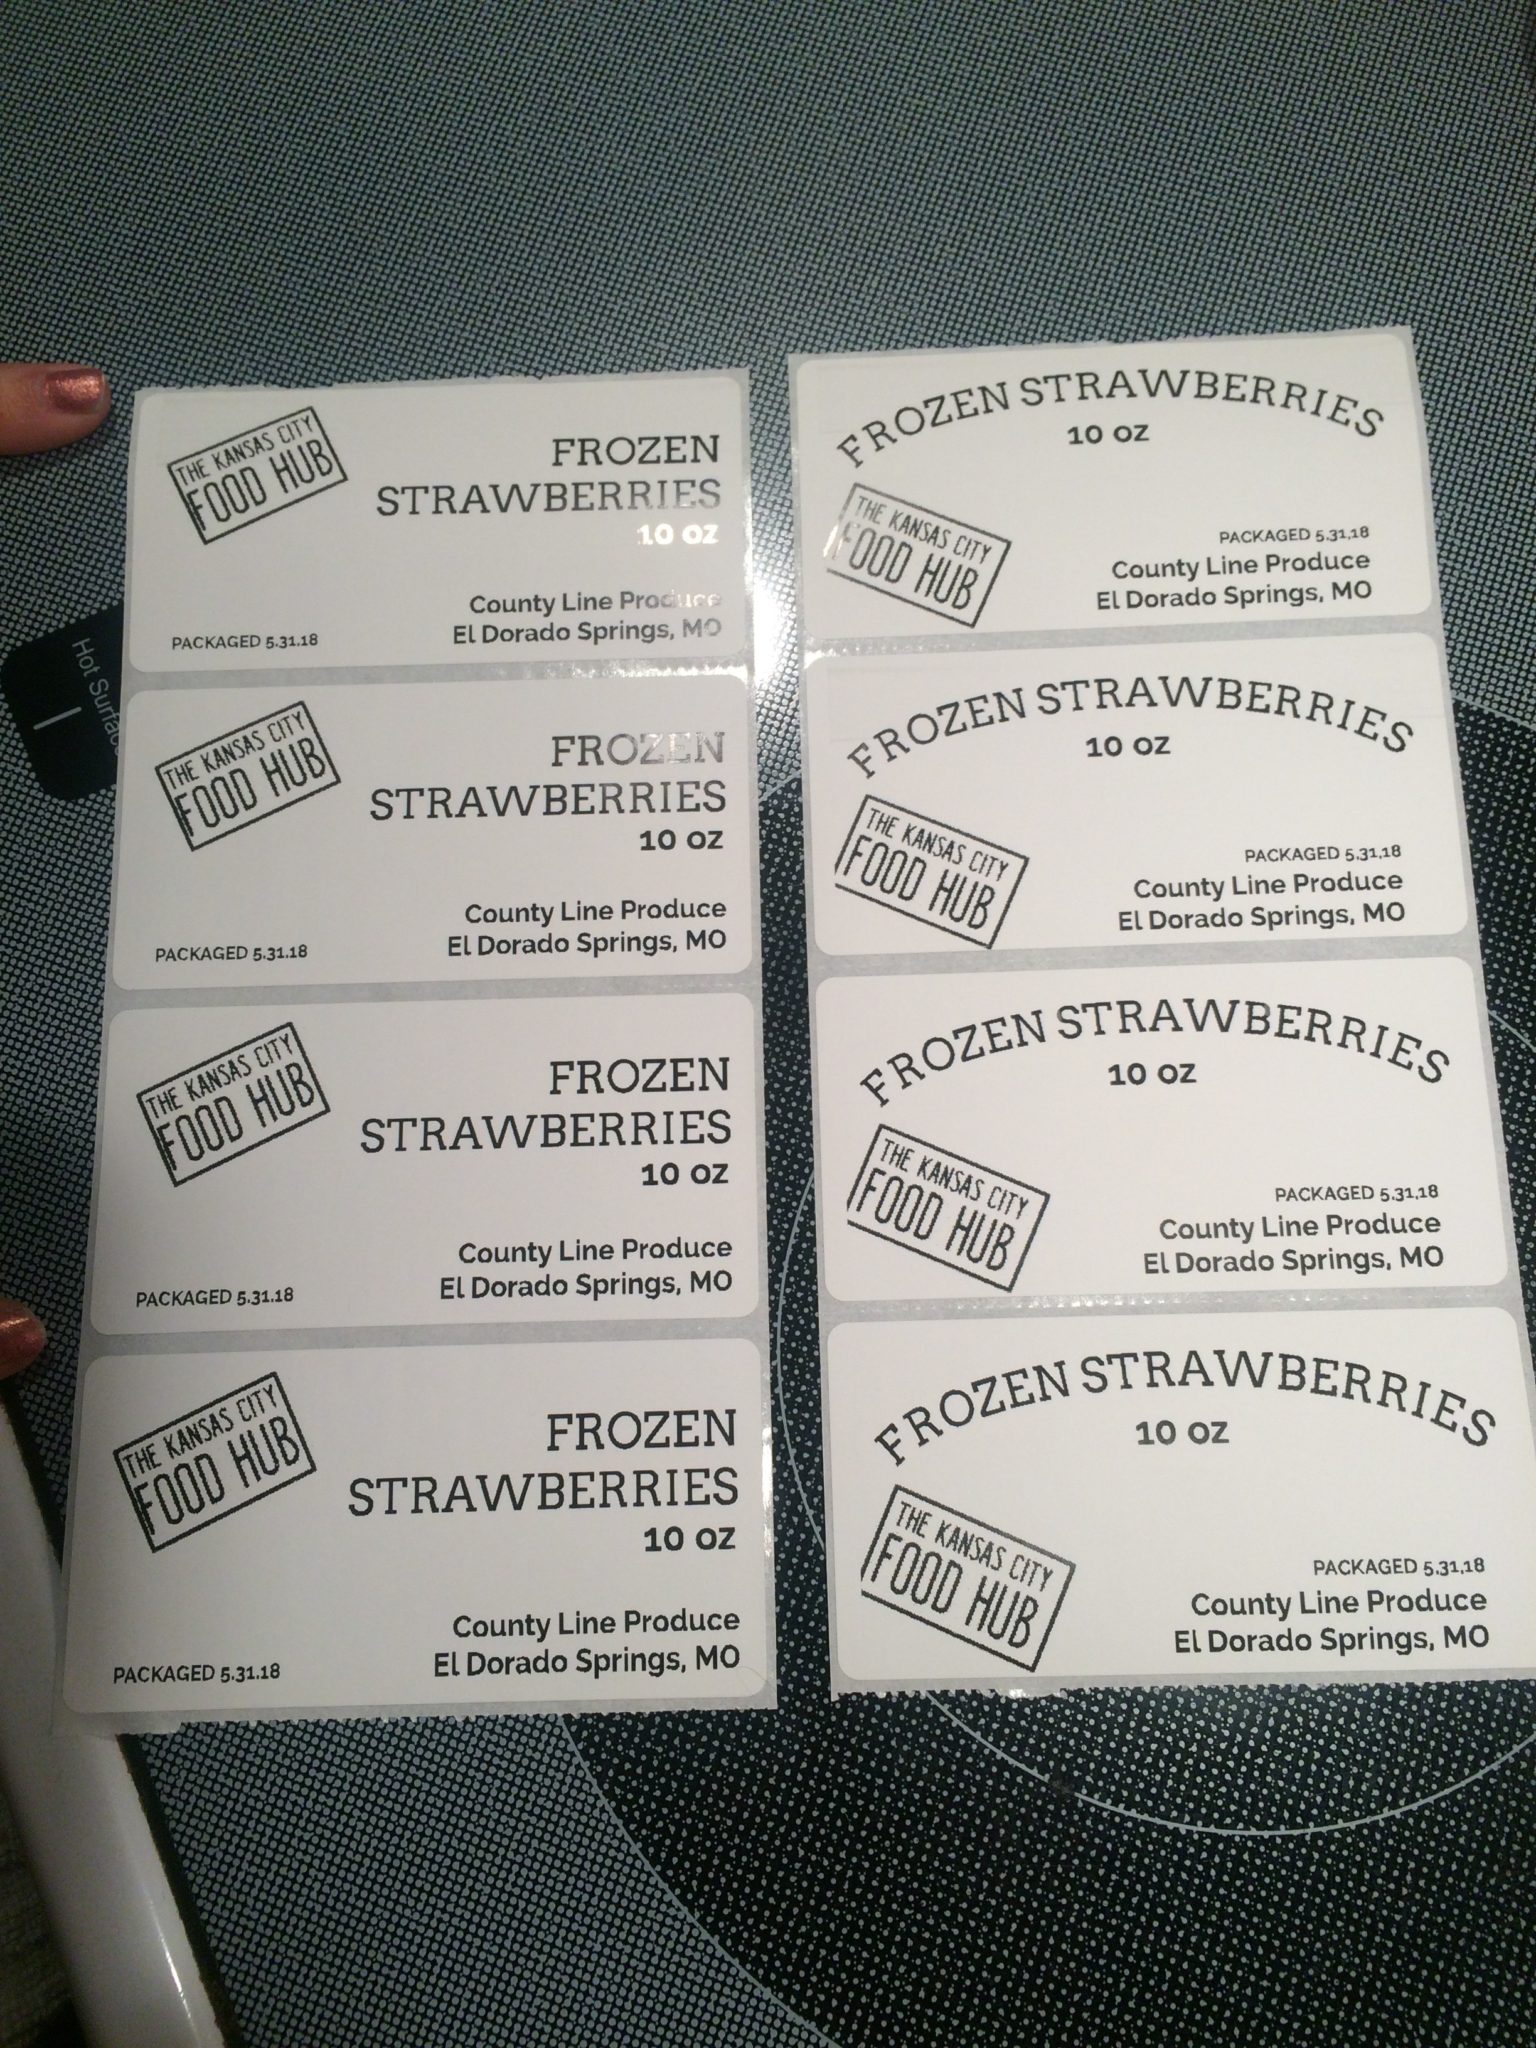 THE KANSAS CITY
FOOD HUB
FROZEN
STRAWBERRIES
10 oz
County Line Produce
El Dorado Springs, MO
PACKAGED 5.31.18
THE KANSAS CITY
FOOD HUB
FROZEN
STRAWBERRIES
10 oz
County Line Produce
El Dorado Springs, MO
PACKAGED 5.31.18
THE KANSAS CITY
FOOD HUB
FROZEN
STRAWBERRIES
10 oz
County Line Produce
El Dorado Springs, MO
PACKAGED 5.31.18
THE KANSAS CITY
FOOD HUB
FROZEN
STRAWBERRIES
10 oz
County Line Produce
El Dorado Springs, MO
PACKAGED 5.31.18
FROZEN STRAWBERRIES
10 oz
THE KANSAS CITY
FOOD HUB
PACKAGED 5.31.18
County Line Produce
El Dorado Springs, MO
FROZEN STRAWBERRIES
10 oz
THE KANSAS CITY
FOOD HUB
PACKAGED 5.31.18
County Line Produce
El Dorado Springs, MO
FROZEN STRAWBERRIES
10 oz
THE KANSAS CITY
FOOD HUB
PACKAGED 5.31.18
County Line Produce
El Dorado Springs, MO
FROZEN STRAWBERRIES
10 oz
THE KANSAS CITY
FOOD HUB
PACKAGED 5.31.18
County Line Produce
El Dorado Springs, MO
Hot Surface